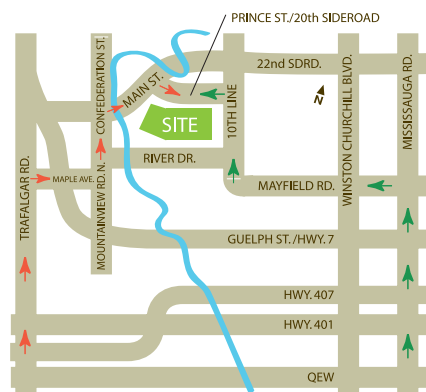 PRINCE ST./20th SIDEROAD
22nd SDRD.
CONFEDERATION ST.
MAIN ST.
10TH LINE
N
WINSTON CHURCHILL BLVD.
MISSISSAUGA RD.
SITE
RIVER DR.
TRAFALGAR RD.
MAPLE AVE.
MOUNTAINVIEW RD. N.
MAYFIELD RD.
GUELPH ST./HWY. 7
HWY. 407
HWY. 401
QEW